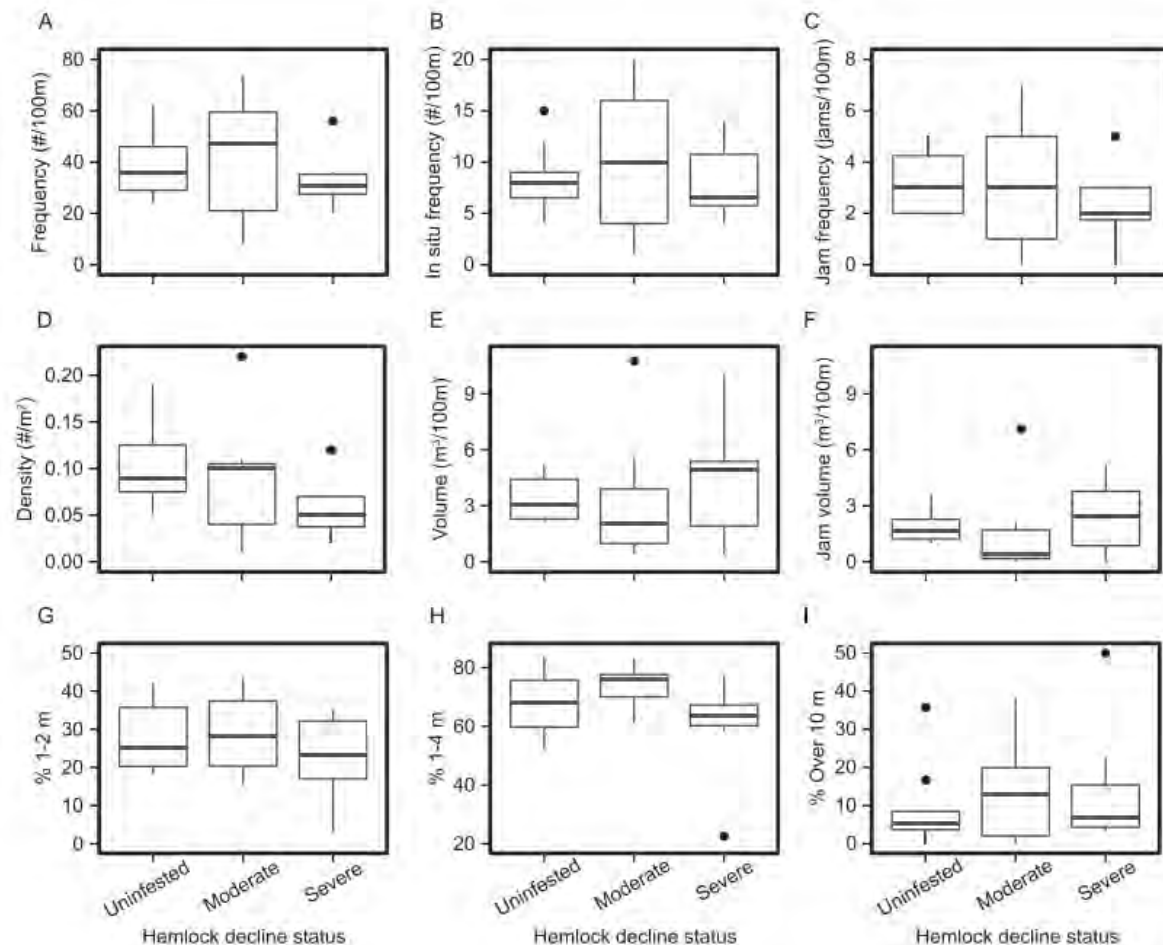 A
Frequency (#/100m)
80
60
40
20
0
B
In situ frequency (#/100m)
20
15
10
5
0
C
Jam frequency (jams/100m)
8
6
4
2
0
D
Density (#/m²)
0.20
0.15
0.10
0.05
0.00
E
Volume (m³/100m)
9
6
3
0
F
Jam volume (m³/100m)
9
6
3
0
G
% 1-2 m
50
40
30
20
10
0
Uninfested
Moderate
Severe
Hemlock decline status
H
% 1-4 m
80
60
40
20
Uninfested
Moderate
Severe
Hemlock decline status
I
% Over 10 m
50
40
30
20
10
0
Uninfested
Moderate
Severe
Hemlock decline status